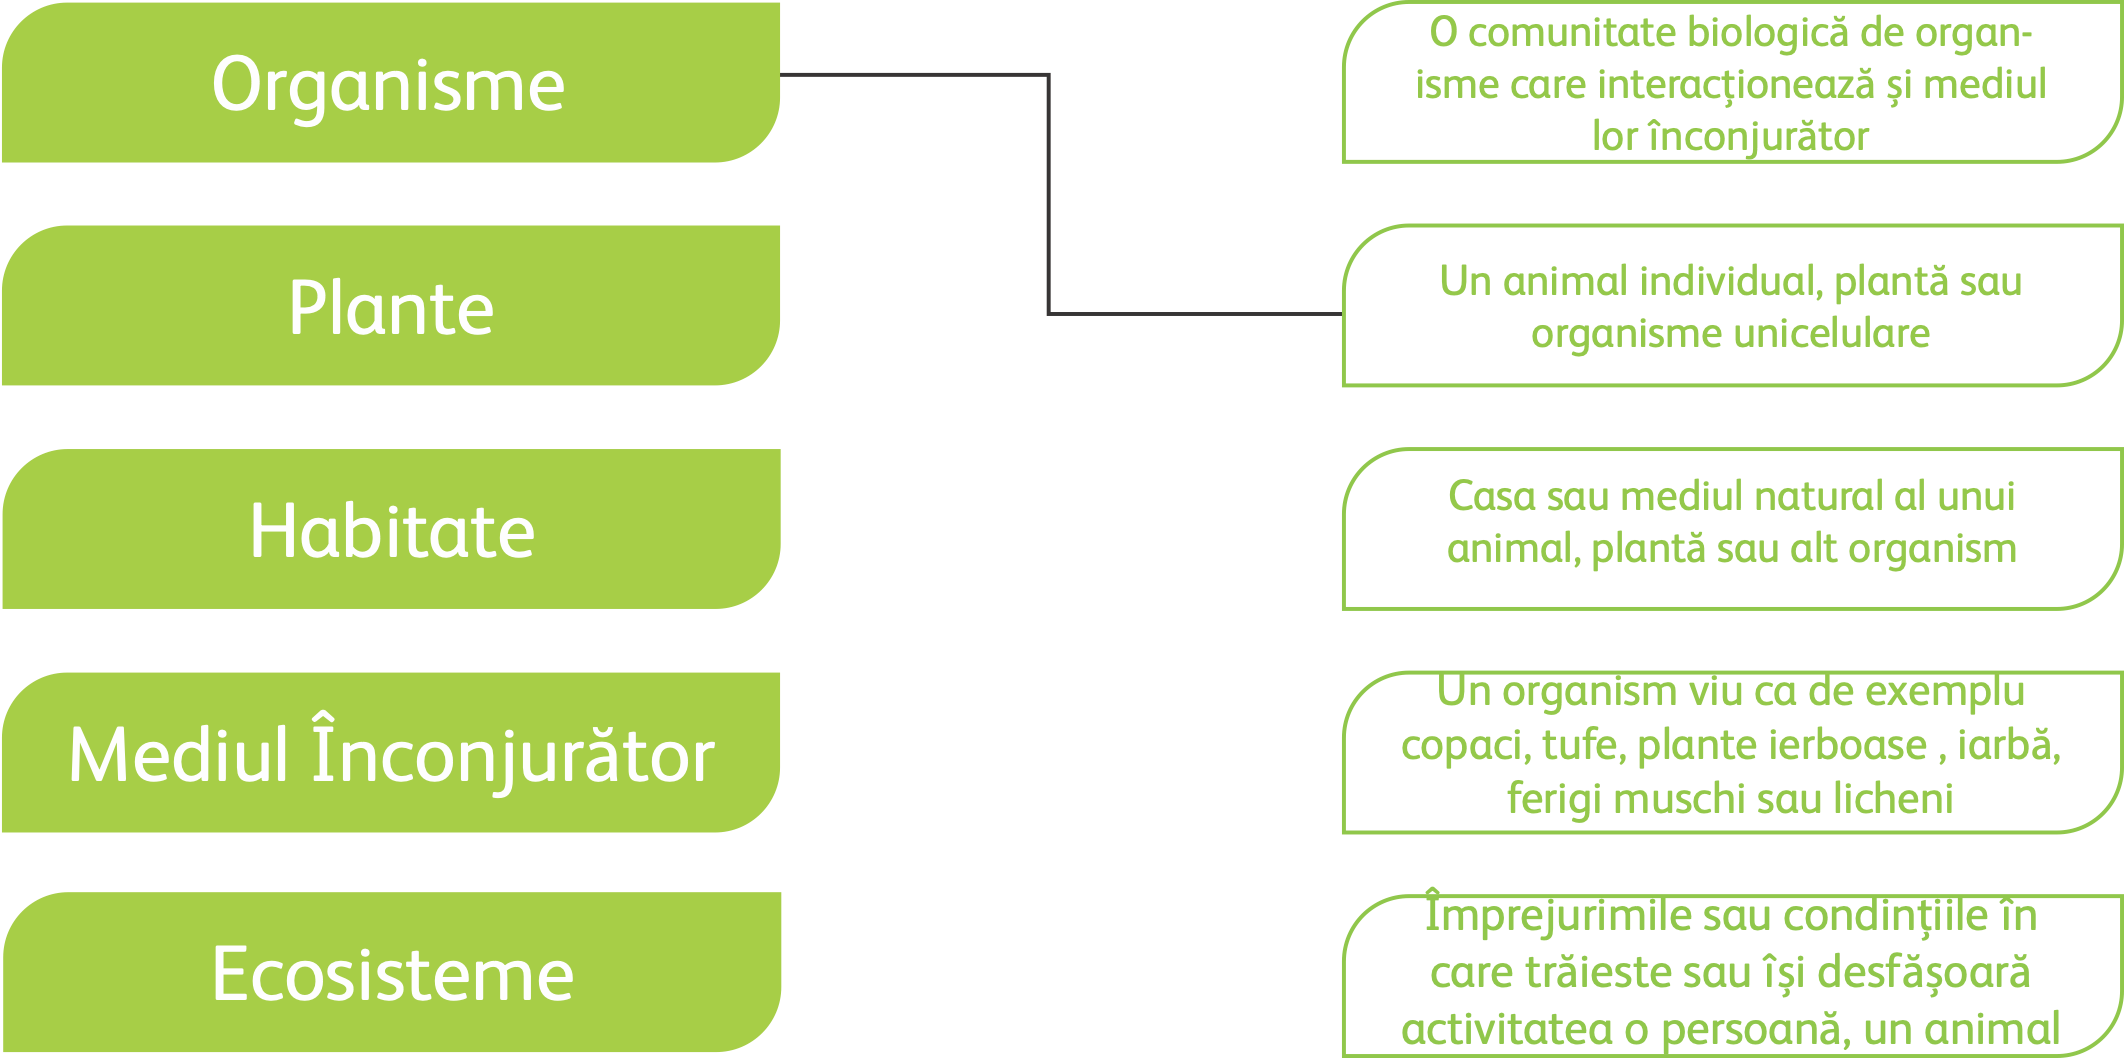 Organisme
Plante
Habitate
Mediul Înconjurător
Ecosisteme
O comunitate biologică de organ-
isme care interacționează și mediul
lor înconjurător
Un animal individual, plantă sau
organisme unicelulare
Casa sau mediul natural al unui
animal, plantă sau alt organism
Un organism viu ca de exemplu
copaci, tufe, plante ierboase , iarbă,
ferigi muschi sau licheni
Împrejurimile sau condințiile în
care trăieste sau își desfășoară
activitatea o persoană, un animal